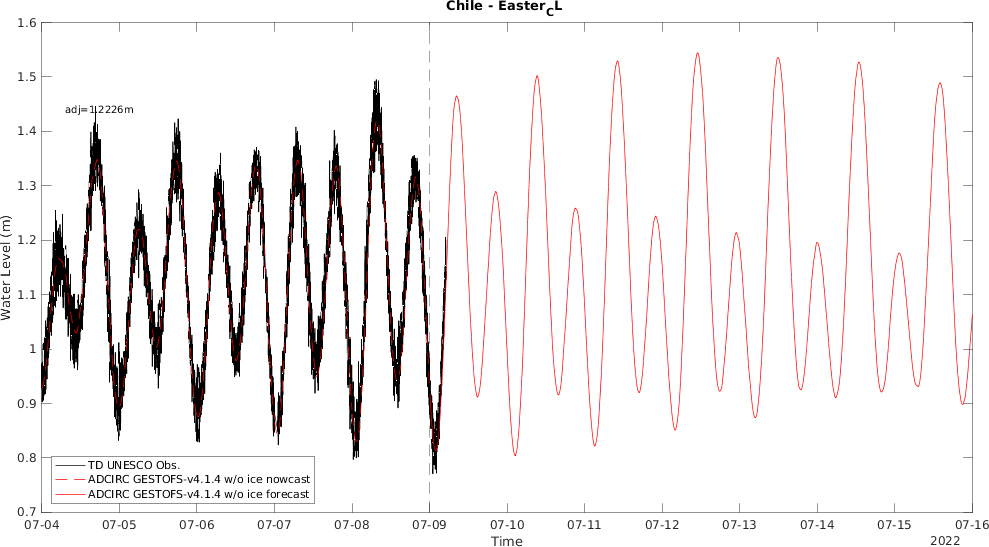 Chile - Easter_CL
1.6
1.5
1.4
1.3
1.2
1.1
1
0.9
0.8
0.7
Water Level (m)
adj=1.2226m
TD UNESCO Obs.
ADCIRC GESTOFS-v4.1.4 w/o ice nowcast
ADCIRC GESTOFS-v4.1.4 w/o ice forecast
07-04 07-05 07-06 07-07 07-08 07-09 07-10 07-11 07-12 07-13 07-14 07-15 07-16
Time
2022